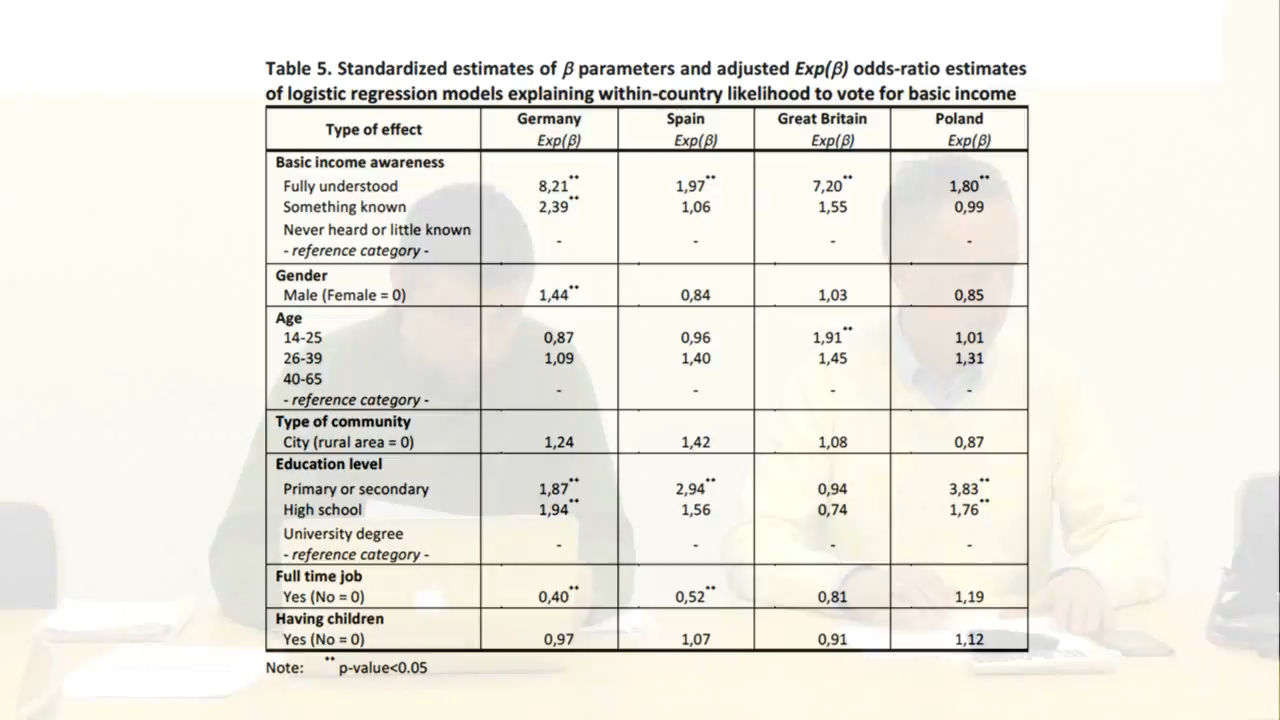 Table 5. Standardized estimates of β parameters and adjusted Exp(β) odds-ratio estimates
of logistic regression models explaining within-country likelihood to vote for basic income
Type of effect Germany Exp(β) Spain Exp(β) Great Britain Exp(β) Poland Exp(β)
Basic income awareness
Fully understood 8,21** 1,97** 7,20** 1,80**
Something known 2,39** 1,06 1,55 0,99
Never heard or little known
- reference category - - - - -
Gender
Male (Female = 0) 1,44** 0,84 1,03 0,85
Age
14-25 0,87 0,96 1,91** 1,01
26-39 1,09 1,40 1,45 1,31
40-65
- reference category - - - - -
Type of community
City (rural area = 0) 1,24 1,42 1,08 0,87
Education level
Primary or secondary 1,87** 2,94** 0,94 3,83**
High school 1,94** 1,56 0,74 1,76**
University degree
- reference category - - - - -
Full time job
Yes (No = 0) 0,40** 0,52** 0,81 1,19
Having children
Yes (No = 0) 0,97 1,07 0,91 1,12
Note: ** p-value<0.05